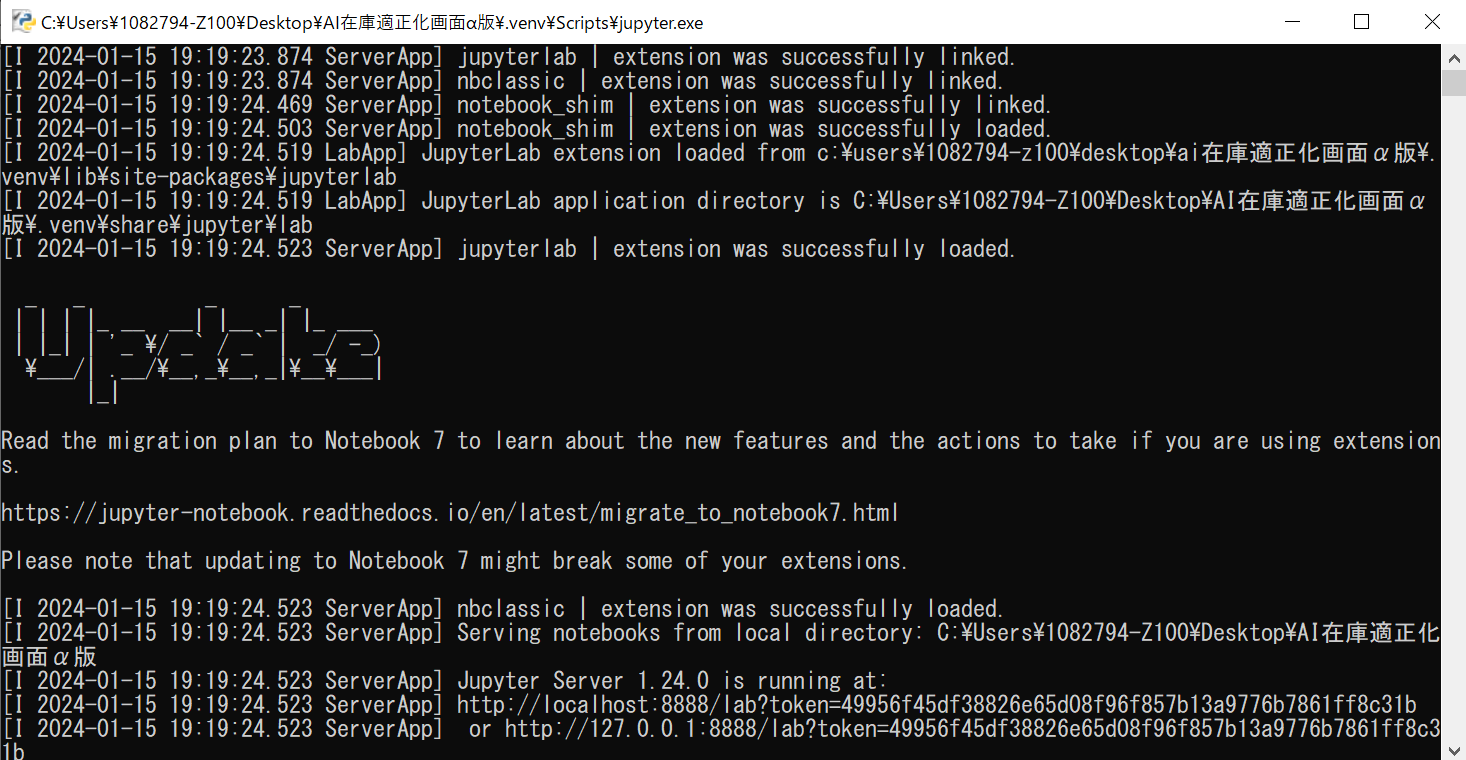 C:¥Users¥1082794-Z100¥Desktop¥AI在庫適正化画面α版¥.venv¥Scripts¥jupyter.exe
[I 2024-01-15 19:19:23.874 ServerApp] jupyterlab | extension was successfully linked.
[I 2024-01-15 19:19:23.874 ServerApp] nbclassic | extension was successfully linked.
[I 2024-01-15 19:19:24.469 ServerApp] notebook_shim | extension was successfully linked.
[I 2024-01-15 19:19:24.503 ServerApp] notebook_shim | extension was successfully loaded.
[I 2024-01-15 19:19:24.519 LabApp] JupyterLab extension loaded from c:¥users¥1082794-z100¥desktop¥ai在庫適正化画面α版¥.
venv¥lib¥site-packages¥jupyterlab
[I 2024-01-15 19:19:24.519 LabApp] JupyterLab application directory is C:¥Users¥1082794-Z100¥Desktop¥AI在庫適正化画面α
版¥.venv¥share¥jupyter¥lab
[I 2024-01-15 19:19:24.523 ServerApp] jupyterlab | extension was successfully loaded.
Update
Read the migration plan to Notebook 7 to learn about the new features and the actions to take if you are using extension
s.
https://jupyter-notebook.readthedocs.io/en/latest/migrate_to_notebook7.html
Please note that updating to Notebook 7 might break some of your extensions.
[I 2024-01-15 19:19:24.523 ServerApp] nbclassic | extension was successfully loaded.
[I 2024-01-15 19:19:24.523 ServerApp] Serving notebooks from local directory: C:¥Users¥1082794-Z100¥Desktop¥AI在庫適正化
画面α版
[I 2024-01-15 19:19:24.523 ServerApp] Jupyter Server 1.24.0 is running at:
[I 2024-01-15 19:19:24.523 ServerApp] http://localhost:8888/lab?token=49956f45df38826e65d08f96f857b13a9776b7861ff8c31b
[I 2024-01-15 19:19:24.523 ServerApp]  or http://127.0.0.1:8888/lab?token=49956f45df38826e65d08f96f857b13a9776b7861ff8c3
1b